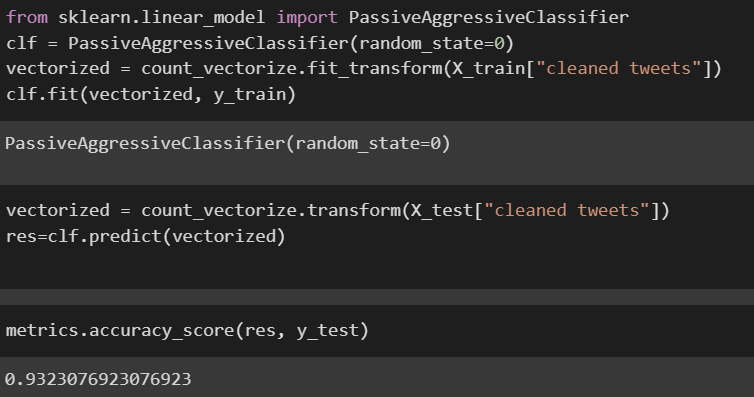 from sklearn.linear_model import PassiveAggressiveClassifier
clf = PassiveAggressiveClassifier(random_state=0)
vectorized = count_vectorize.fit_transform(X_train["cleaned tweets"])
clf.fit(vectorized, y_train)
PassiveAggressiveClassifier(random_state=0)
vectorized = count_vectorize.transform(X_test["cleaned tweets"])
res=clf.predict(vectorized)
metrics.accuracy_score(res, y_test)
0.9323076923076923